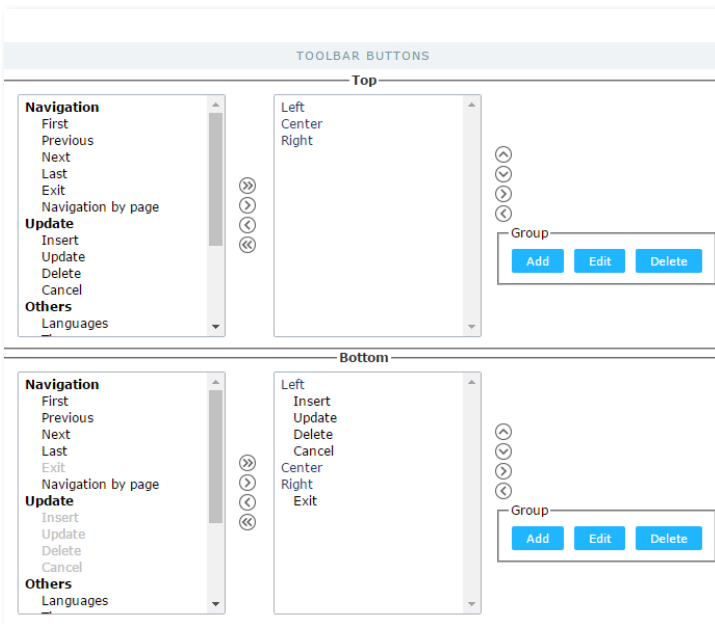 TOOLBAR BUTTONS
Top
Navigation
First
Previous
Next
Last
Exit
Navigation by page
Update
Insert
Update
Delete
Cancel
Others
Languages
Left
Center
Right
Group
Add Edit Delete
Bottom
Navigation
First
Previous
Next
Last
Exit
Navigation by page
Update
Insert
Update
Delete
Cancel
Others
Languages
Left
Insert
Update
Delete
Cancel
Center
Right
Exit
Group
Add Edit Delete